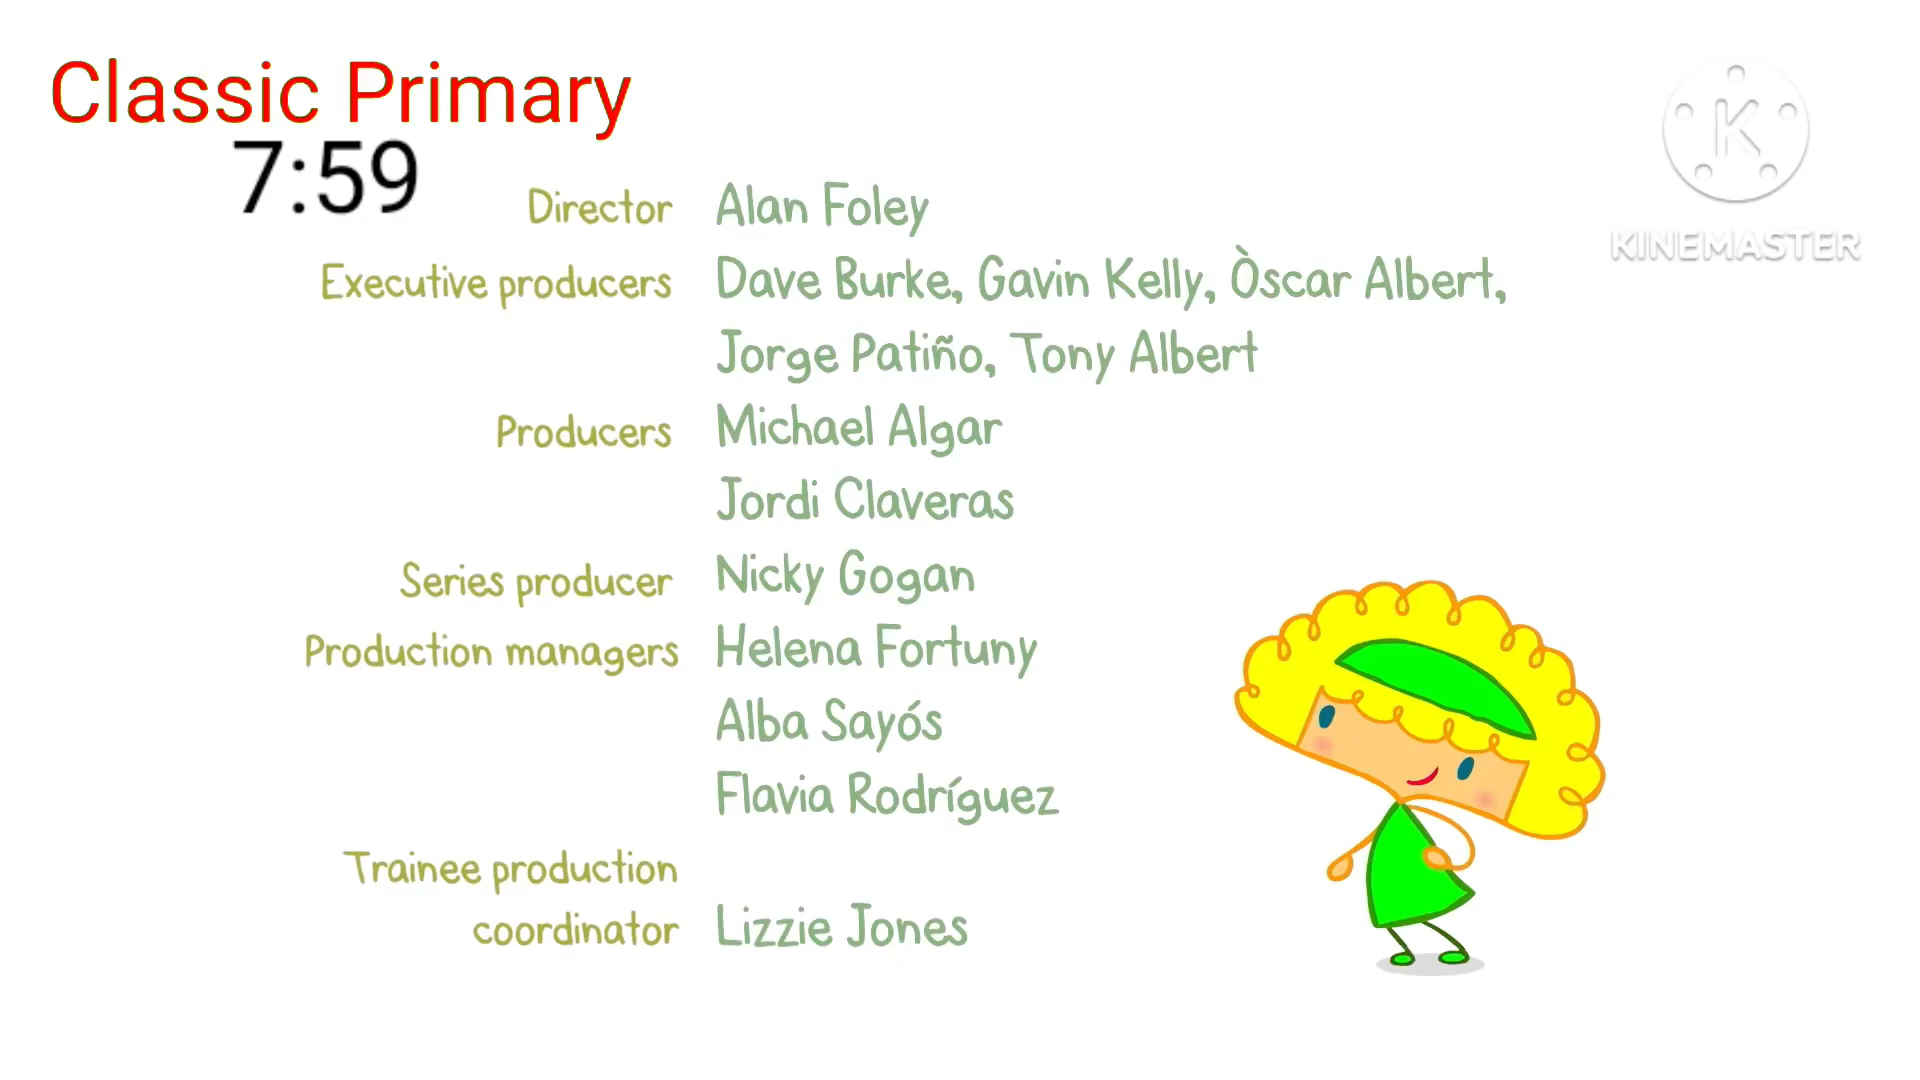 Classic Primary
7:59
K
KINEMASTER
Director Alan Foley
Executive producers Dave Burke, Gavin Kelly, Òscar Albert,
Jorge Patiño, Tony Albert
Producers Michael Algar
Jordi Claveras
Series producer Nicky Gogan
Production managers Helena Fortuny
Alba Sayós
Flavia Rodríguez
Trainee production
coordinator Lizzie Jones